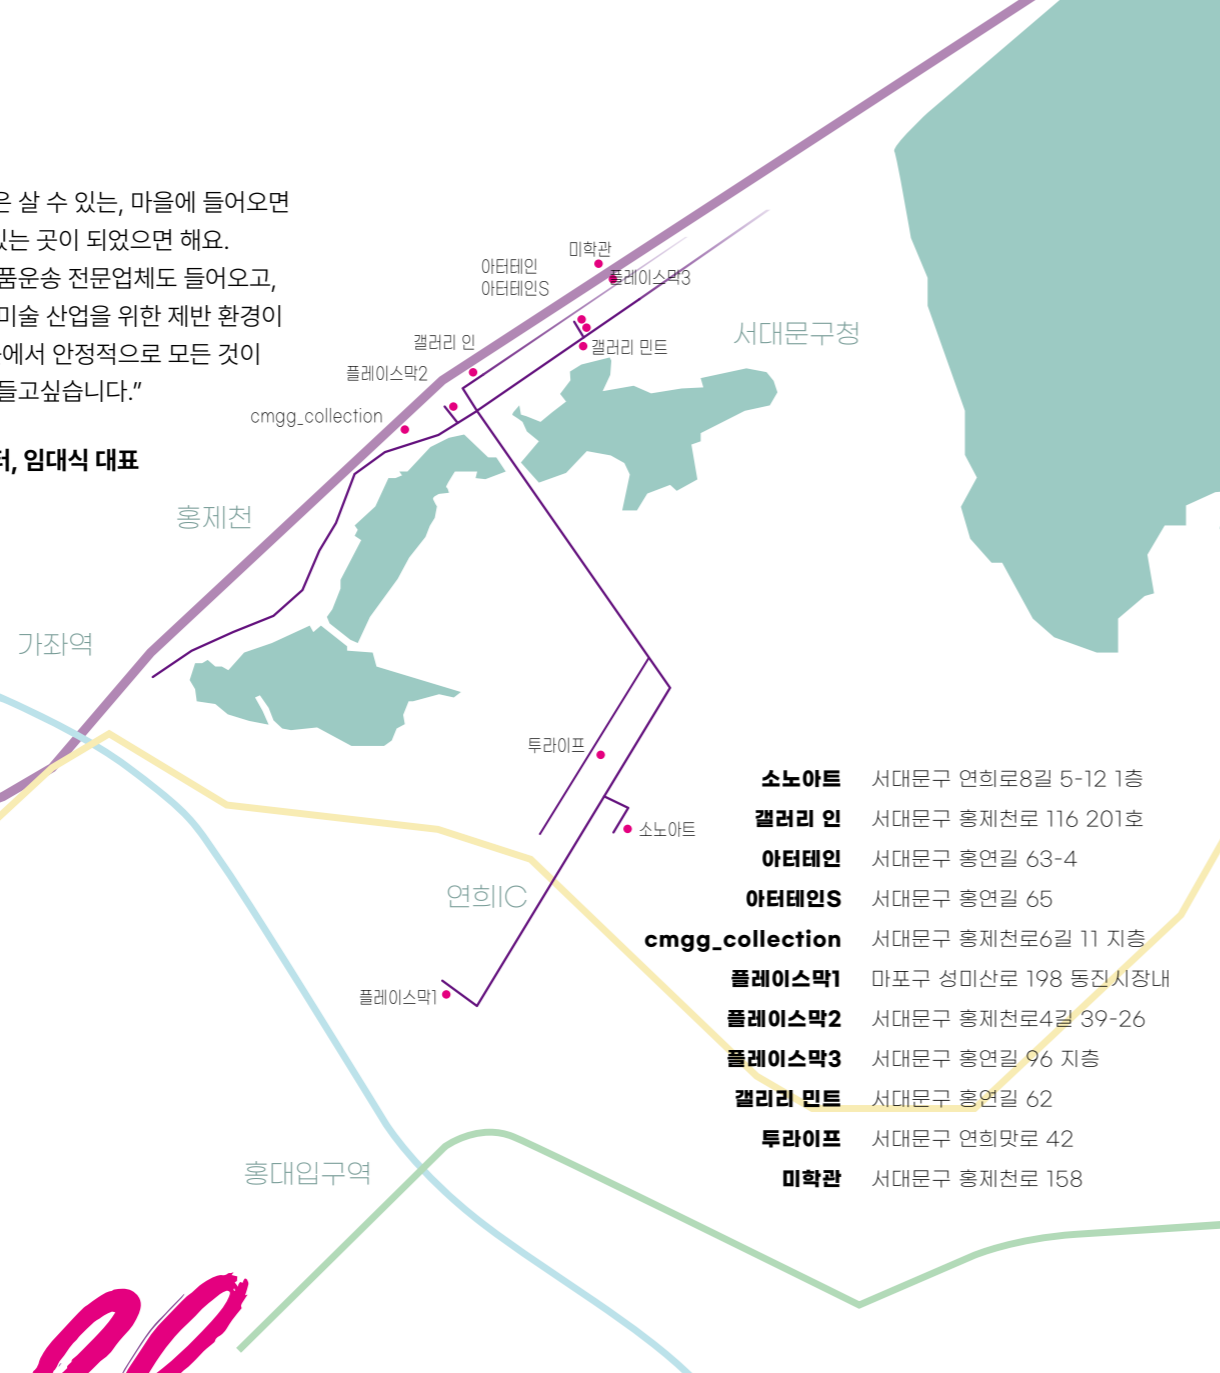 은 살 수 있는, 마을에 들어오면
있는 곳이 되었으면 해요.
품운송 전문업체도 들어오고,
미술 산업을 위한 제반 환경이
에서 안정적으로 모든 것이
들고싶습니다.”
터, 임대식 대표
미학관
아터테인
아터테인S
플레이스막3
갤러리 민트
서대문구청
갤러리 인
플레이스막2
cmgg_collection
홍제천
가좌역
투라이프
소노아트
연희IC
플레이스막1
홍대입구역
소노아트 서대문구 연희로8길 5-12 1층
갤러리 인 서대문구 홍제천로 116 201호
아터테인 서대문구 홍연길 63-4
아터테인S 서대문구 홍연길 65
cmgg_collection 서대문구 홍제천로6길 11 지층
플레이스막1 마포구 성미산로 198 동진시장내
플레이스막2 서대문구 홍제천로4길 39-26
플레이스막3 서대문구 홍연길 96 지층
갤리리 민트 서대문구 홍연길 62
투라이프 서대문구 연희맛로 42
미학관 서대문구 홍제천로 158